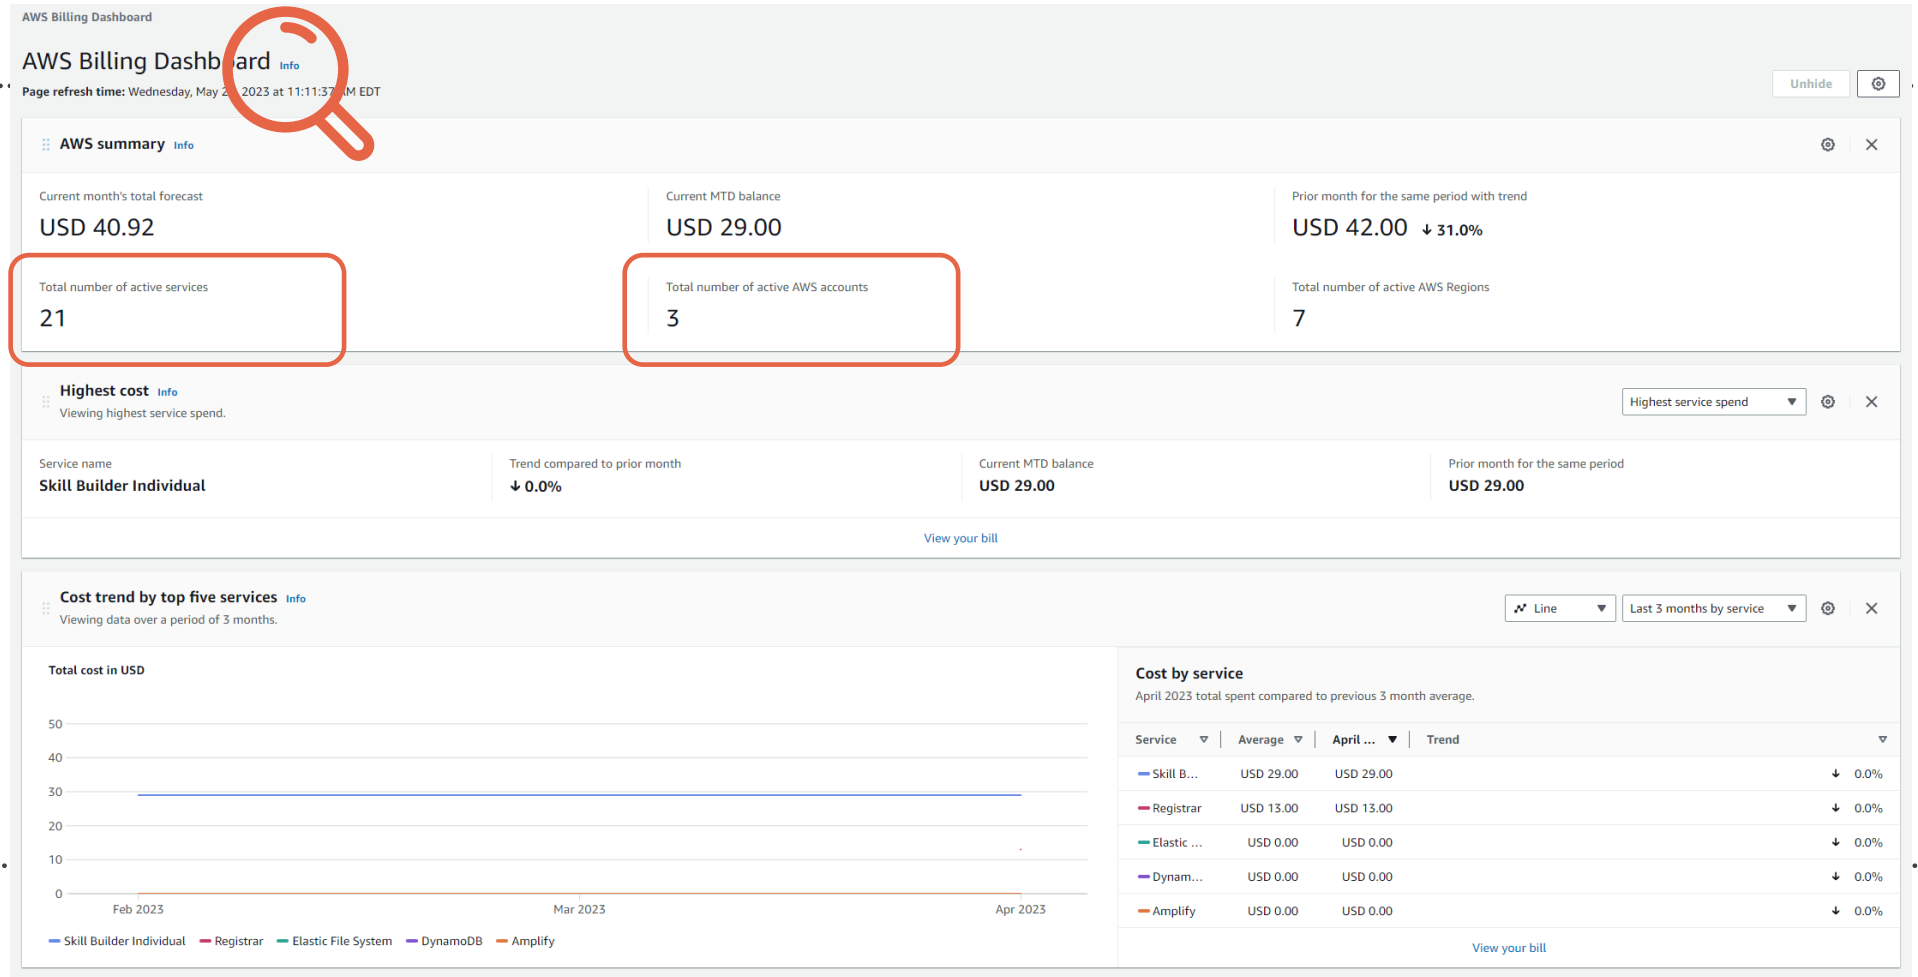 AWS Billing Dashboard
AWS Billing Dashboard Info
Page refresh time: Wednesday, May 2 2023 at 11:11:37 AM EDT
Unhide
AWS summary Info
Current month's total forecast
USD 40.92
Current MTD balance
USD 29.00
Prior month for the same period with trend
USD 42.00 ↓ 31.0%
Total number of active services
21
Total number of active AWS accounts
3
Total number of active AWS Regions
7
Highest cost Info
Viewing highest service spend.
Highest service spend
Service name
Skill Builder Individual
Trend compared to prior month
↓ 0.0%
Current MTD balance
USD 29.00
Prior month for the same period
USD 29.00
View your bill
Cost trend by top five services Info
Viewing data over a period of 3 months.
Line
Last 3 months by service
Total cost in USD
50
40
30
20
10
0
Feb 2023 Mar 2023 Apr 2023
Skill Builder Individual Registrar Elastic File System DynamoDB Amplify
Cost by service
April 2023 total spent compared to previous 3 month average.
Service Average April ... Trend
Skill B... USD 29.00 USD 29.00 ↓ 0.0%
Registrar USD 13.00 USD 13.00 ↓ 0.0%
Elastic ... USD 0.00 USD 0.00 ↓ 0.0%
Dynam... USD 0.00 USD 0.00 ↓ 0.0%
Amplify USD 0.00 USD 0.00 ↓ 0.0%
View your bill